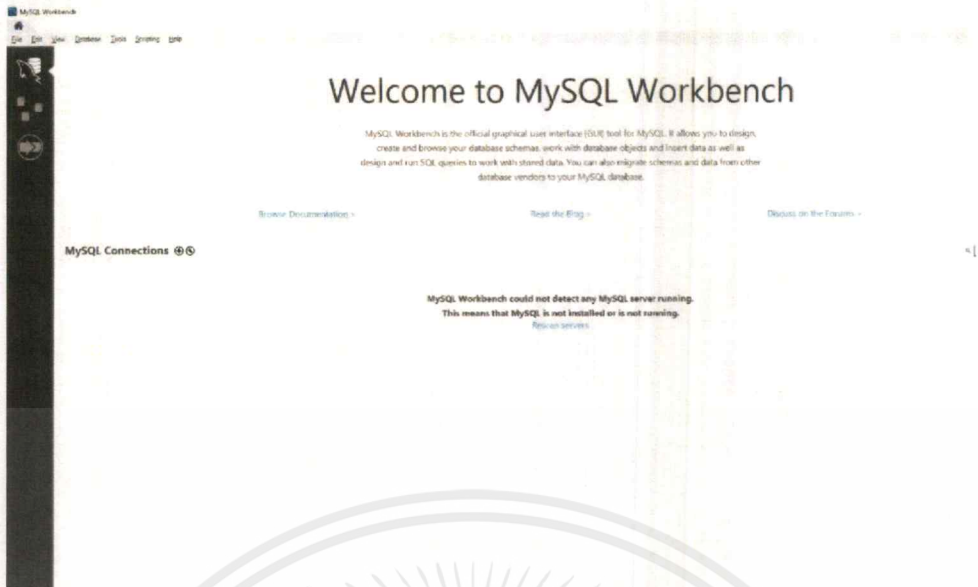 MySQL Workbench
File Edit View Database Tools Scripting Help
Welcome to MySQL Workbench
MySQL Workbench is the official graphical user interface (GUI) tool for MySQL. It allows you to design,
create and browse your database schemas, work with database objects and insert data as well as
design and run SQL queries to work with stored data. You can also migrate schemas and data from other
database vendors to your MySQL database.
Browse Documentation >
Read the Blog >
Discuss on the Forums >
MySQL Connections
MySQL Workbench could not detect any MySQL server running.
This means that MySQL is not installed or is not running.
Rescan servers